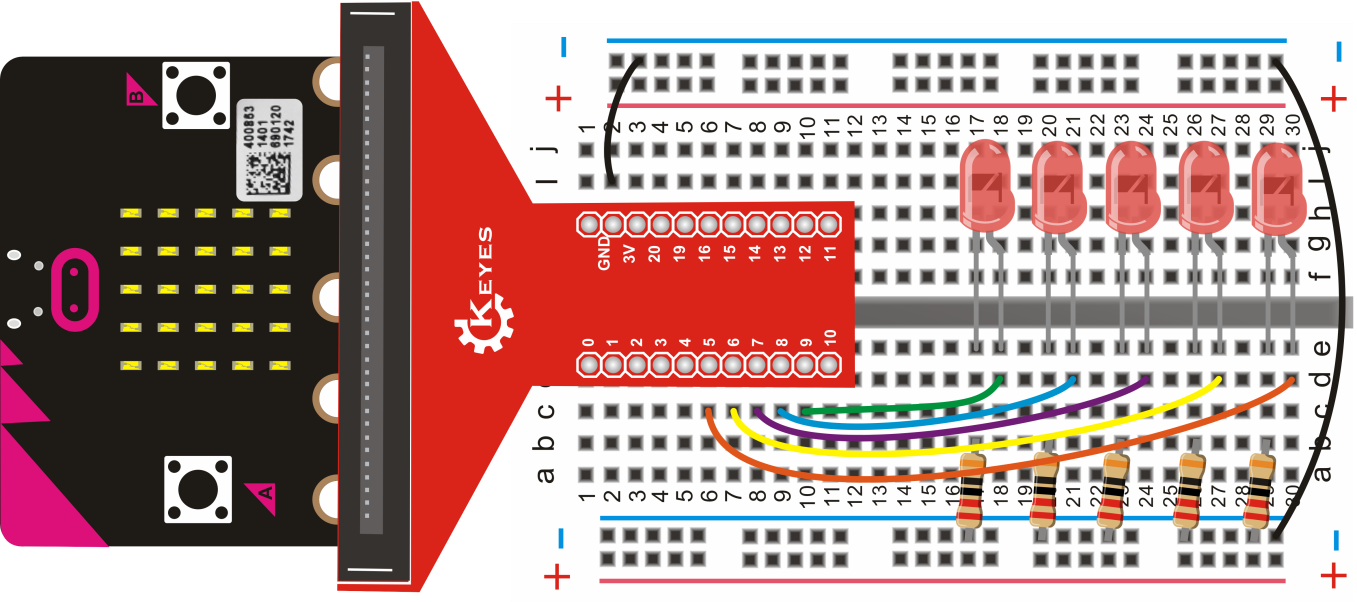 B
400863
1401
690120
1742
A
KEYES
GND 3V 20 19 16 15 14 13 12 11
0 1 2 3 4 5 6 7 8 9 10
− −
+ +
1 2 3 4 5 6 7 8 9 10 11 12 13 14 15 16 17 18 19 20 21 22 23 24 25 26 27 28 29 30
j j
l l
h
g
f
e
d
c c
b b
a a
1 2 3 4 5 6 7 8 9 10 11 12 13 14 15 16 17 18 19 20 21 22 23 24 25 26 27 28 29 30
− −
+ +